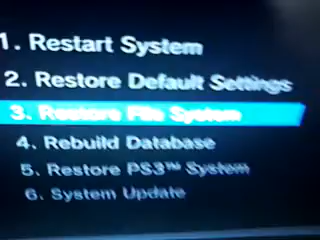 1. Restart System
2. Restore Default Settings
3. Restore File System
4. Rebuild Database
5. Restore PS3™ System
6. System Update